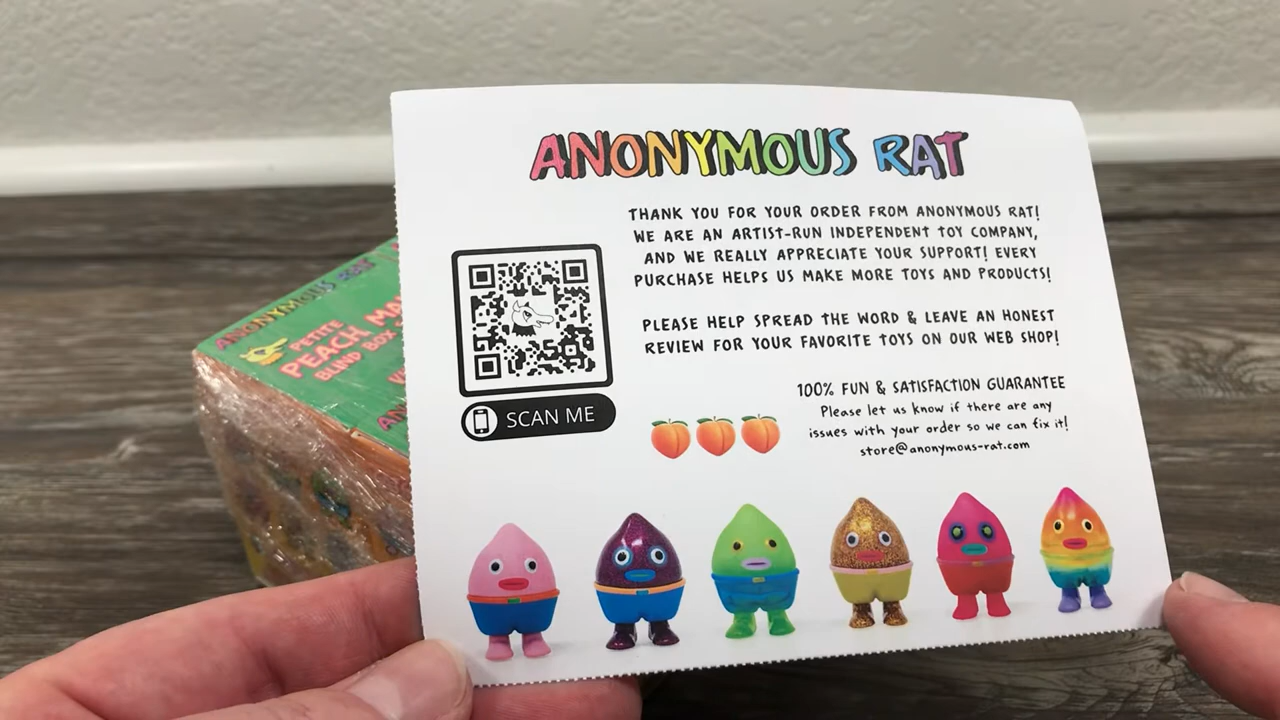 ANONYMOUS RAT
THANK YOU FOR YOUR ORDER FROM ANONYMOUS RAT!
WE ARE AN ARTIST-RUN INDEPENDENT TOY COMPANY,
AND WE REALLY APPRECIATE YOUR SUPPORT! EVERY
PURCHASE HELPS US MAKE MORE TOYS AND PRODUCTS!
PLEASE HELP SPREAD THE WORD & LEAVE AN HONEST
REVIEW FOR YOUR FAVORITE TOYS ON OUR WEB SHOP!
SCAN ME
100% FUN & SATISFACTION GUARANTEE
Please let us know if there are any
issues with your order so we can fix it!
store@anonymous-rat.com
ANONYMOUS RAT
PETITE
PEACH
BLIND BOX